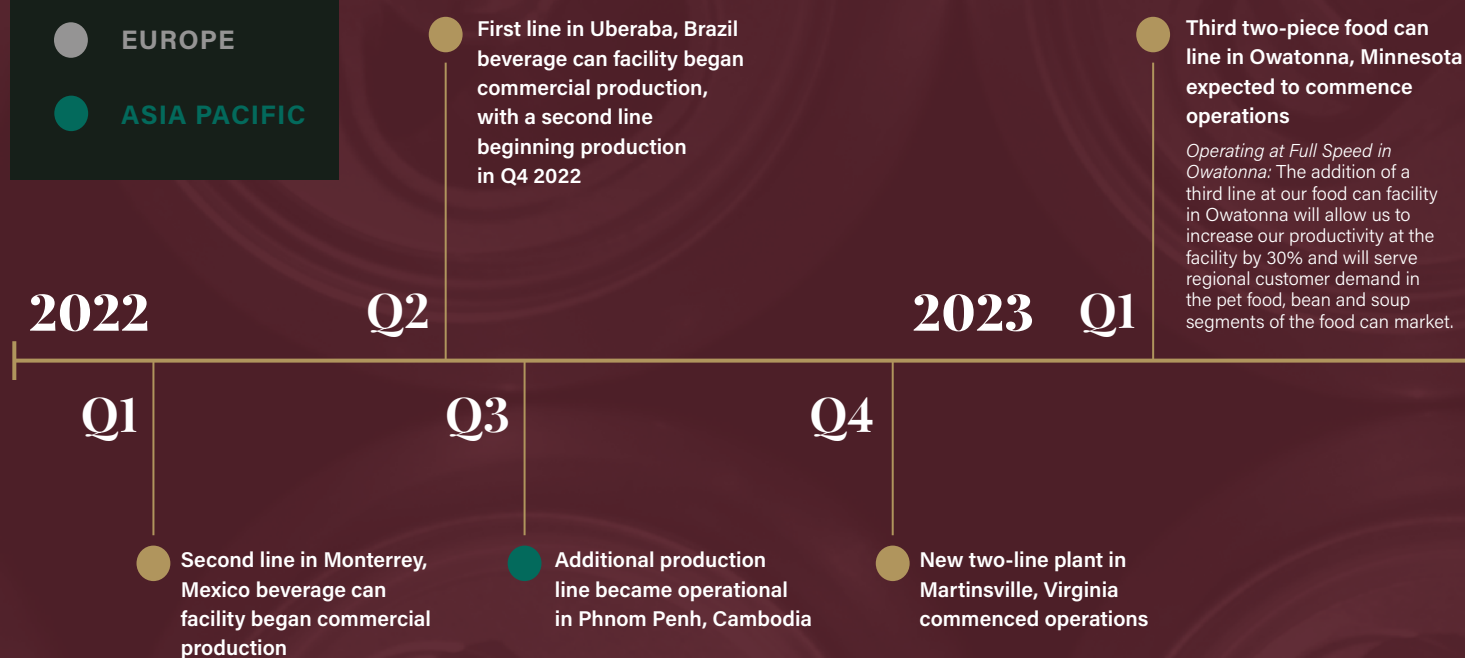 EUROPE
ASIA PACIFIC
First line in Uberaba, Brazil
beverage can facility began
commercial production,
with a second line
beginning production
in Q4 2022
Third two-piece food can
line in Owatonna, Minnesota
expected to commence
operations
Operating at Full Speed in
Owatonna: The addition of a
third line at our food can facility
in Owatonna will allow us to
increase our productivity at the
facility by 30% and will serve
regional customer demand in
the pet food, bean and soup
segments of the food can market.
2022
Q2
2023
Q1
Q1
Q3
Q4
Second line in Monterrey,
Mexico beverage can
facility began commercial
production
Additional production
line became operational
in Phnom Penh, Cambodia
New two-line plant in
Martinsville, Virginia
commenced operations